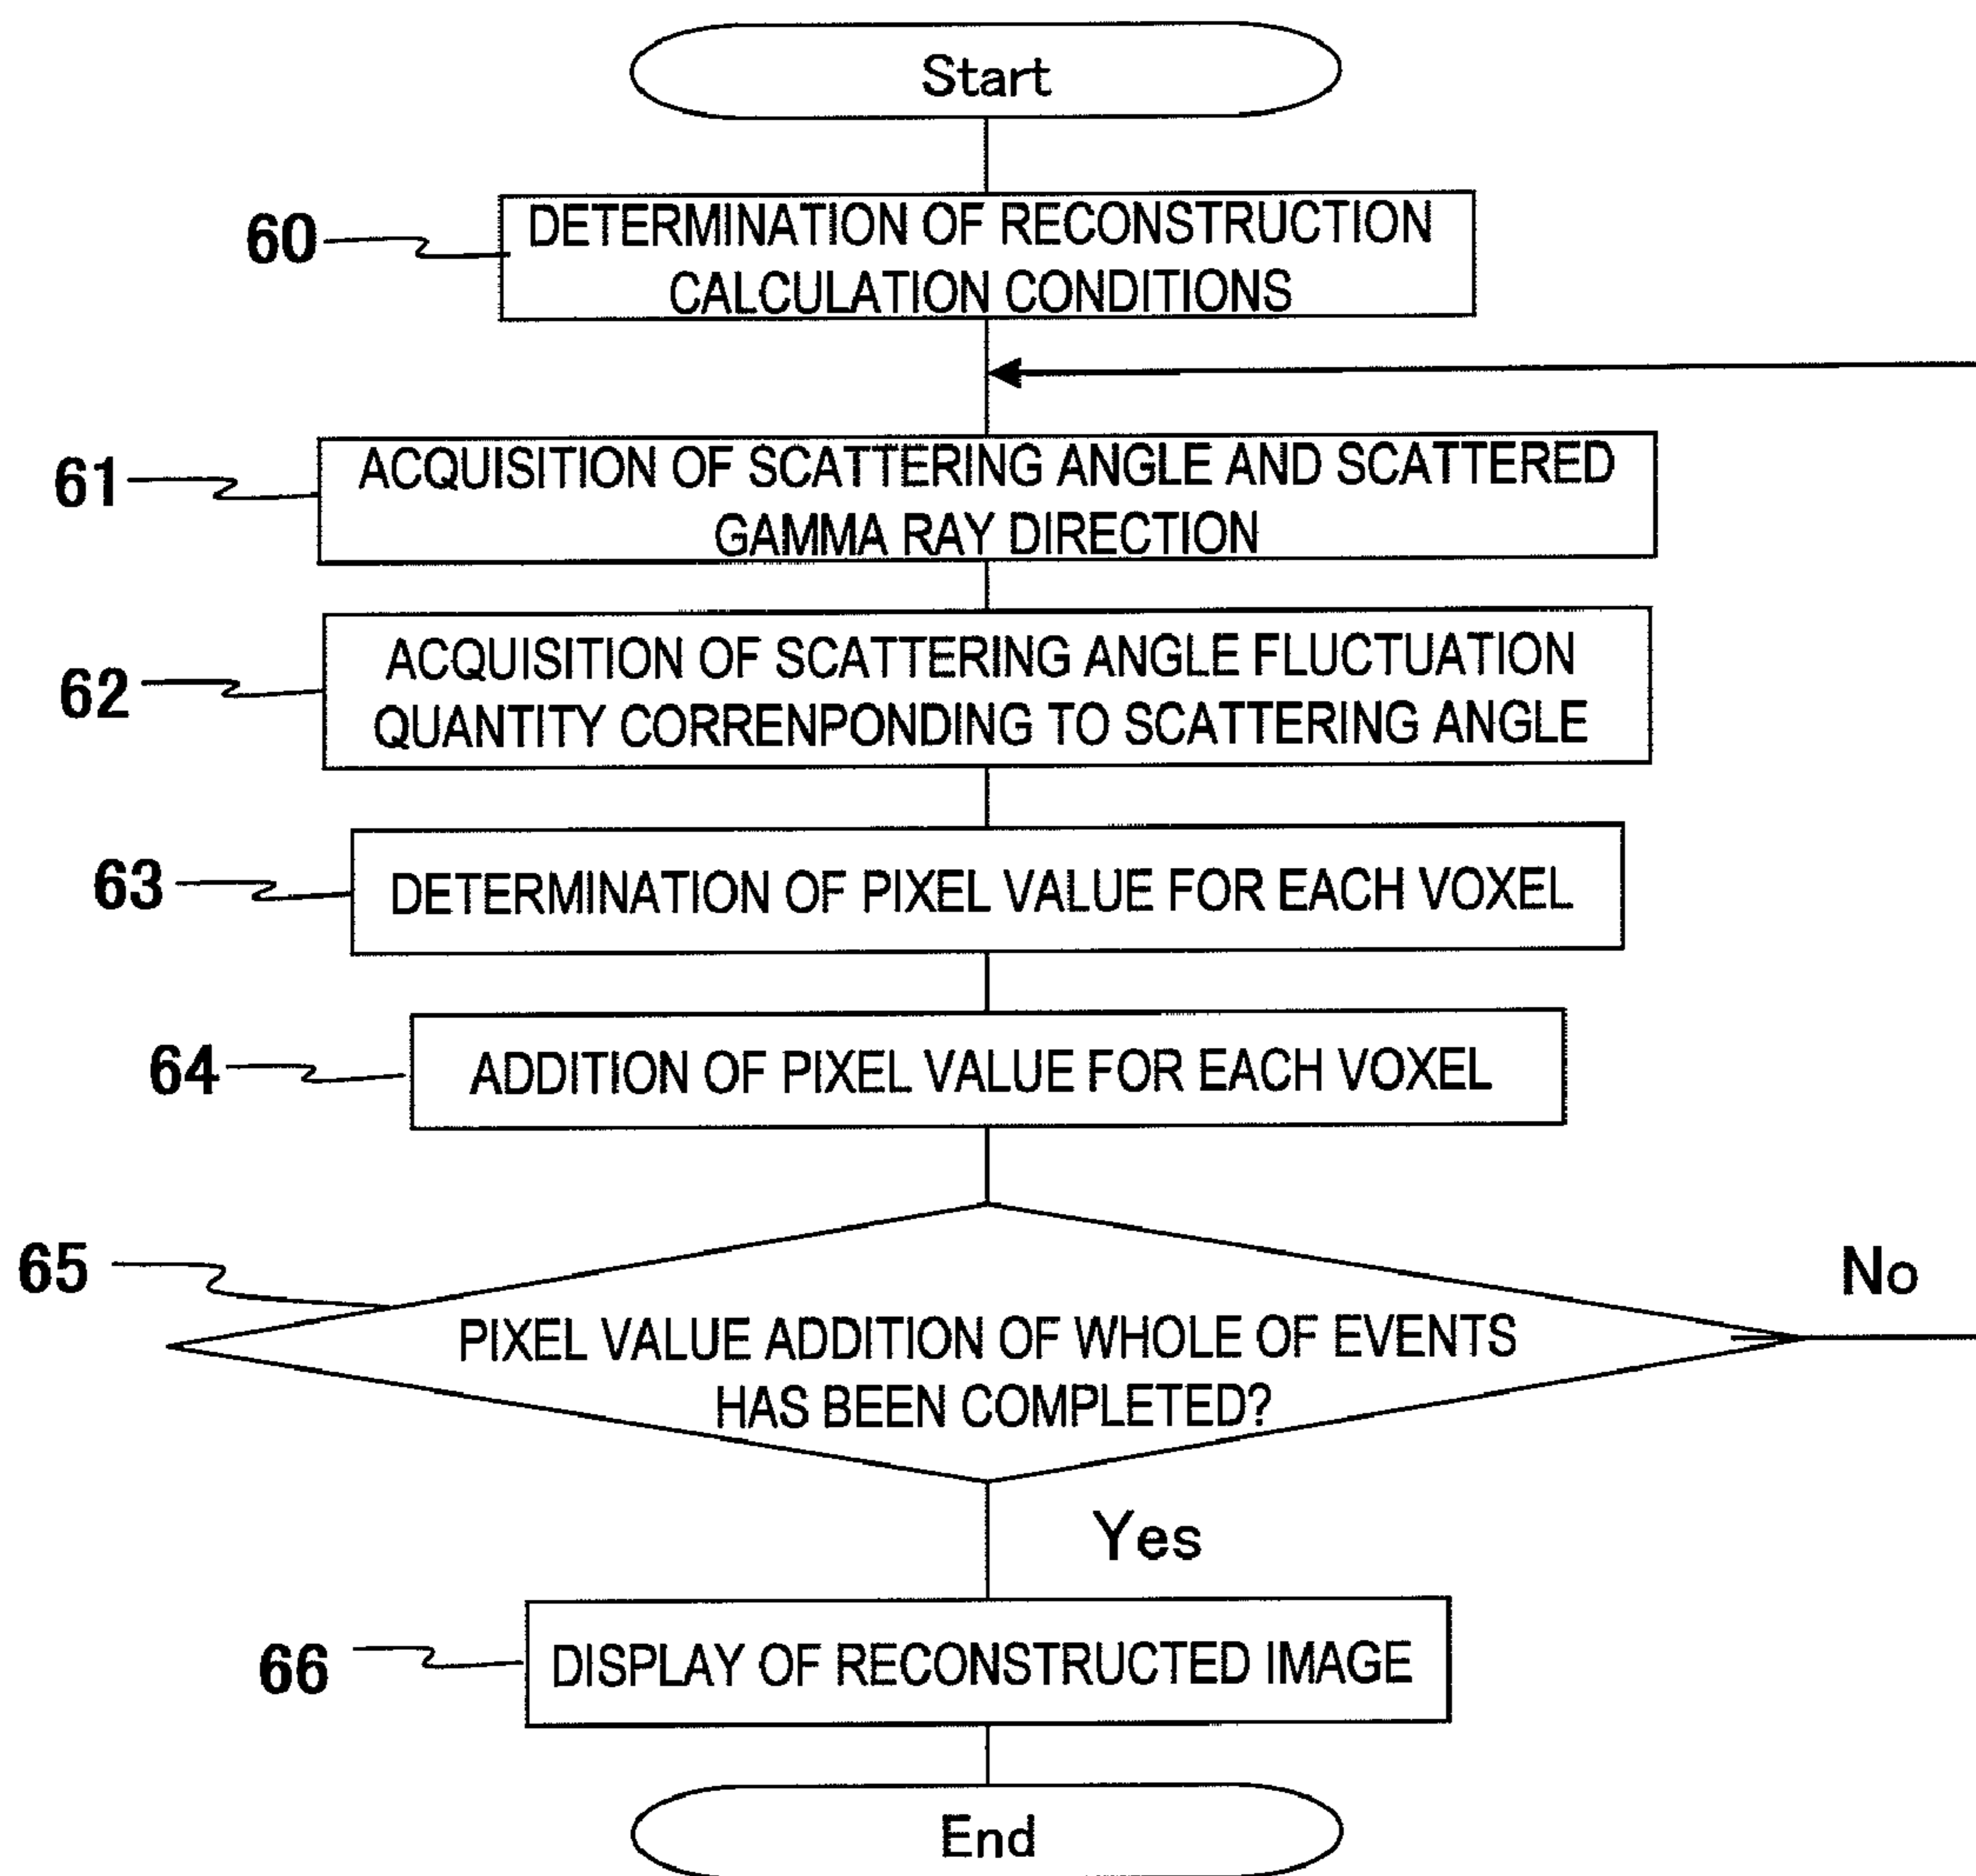 Start
60
DETERMINATION OF RECONSTRUCTION
CALCULATION CONDITIONS
61
ACQUISITION OF SCATTERING ANGLE AND SCATTERED
GAMMA RAY DIRECTION
62
ACQUISITION OF SCATTERING ANGLE FLUCTUATION
QUANTITY CORRENPONDING TO SCATTERING ANGLE
63
DETERMINATION OF PIXEL VALUE FOR EACH VOXEL
64
ADDITION OF PIXEL VALUE FOR EACH VOXEL
65
No
PIXEL VALUE ADDITION OF WHOLE OF EVENTS
HAS BEEN COMPLETED?
Yes
66
DISPLAY OF RECONSTRUCTED IMAGE
End